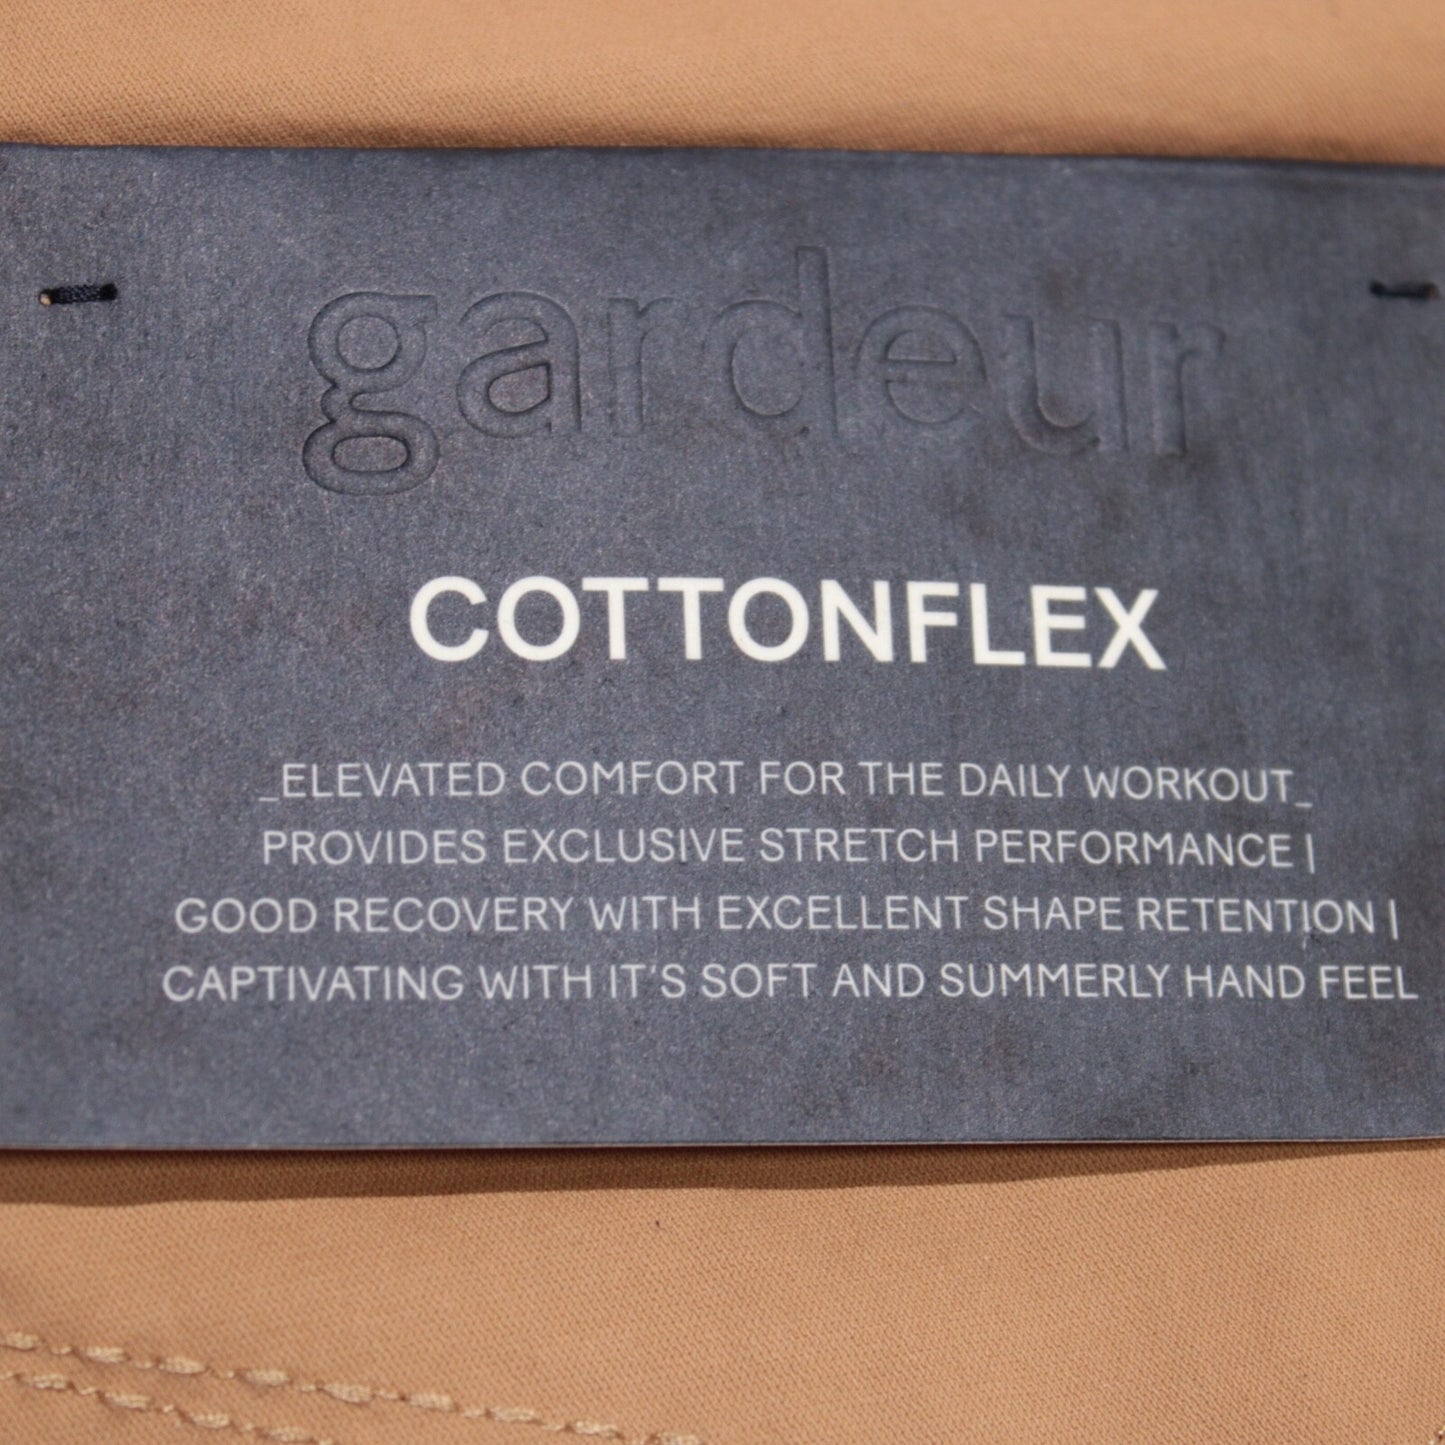 gardeur
COTTONFLEX
_ELEVATED COMFORT FOR THE DAILY WORKOUT_
PROVIDES EXCLUSIVE STRETCH PERFORMANCE |
GOOD RECOVERY WITH EXCELLENT SHAPE RETENTION |
CAPTIVATING WITH IT'S SOFT AND SUMMERLY HAND FEEL